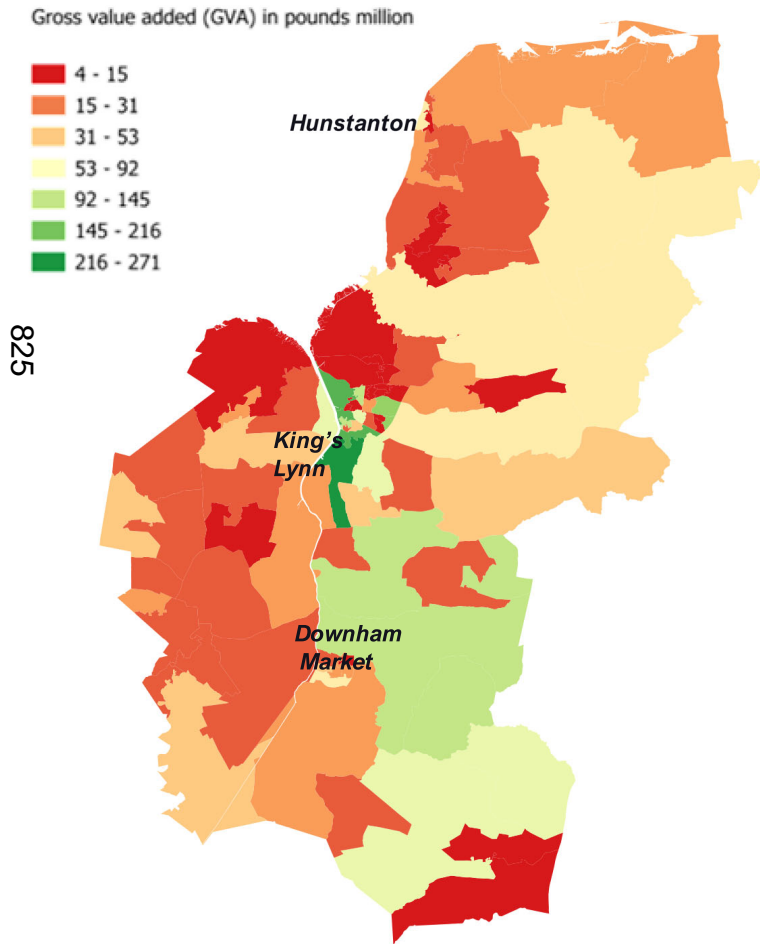 Gross value added (GVA) in pounds million
4 - 15
15 - 31
31 - 53
53 - 92
92 - 145
145 - 216
216 - 271
Hunstanton
825
King's
Lynn
Downham
Market